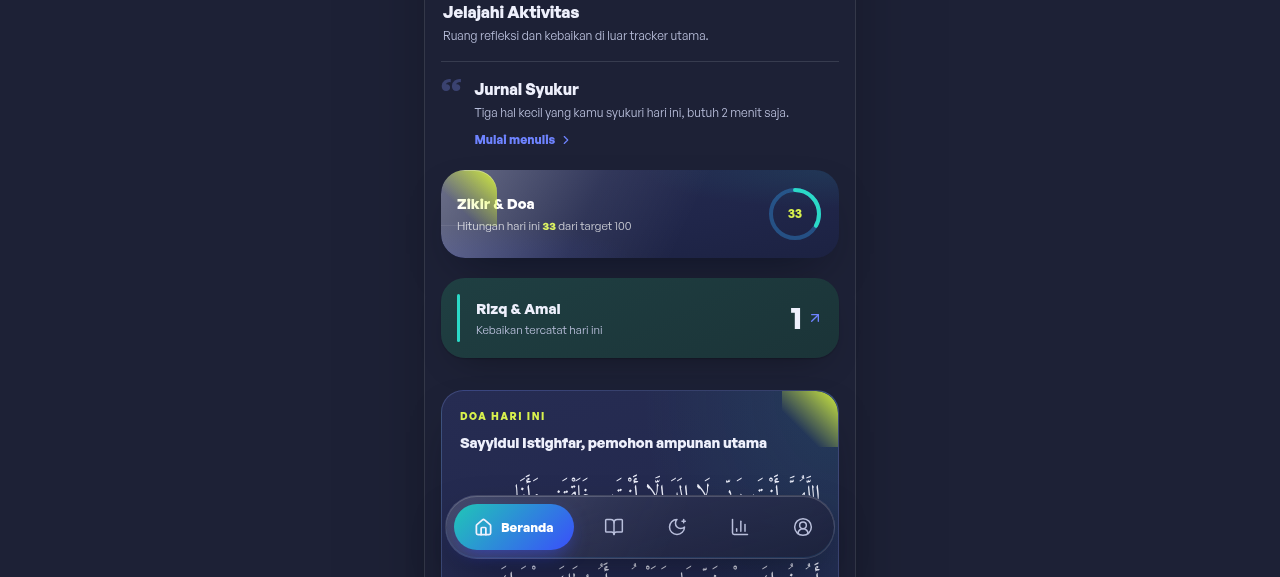 Jelajahi Aktivitas
Ruang refleksi dan kebaikan di luar tracker utama.
“
Jurnal Syukur
Tiga hal kecil yang kamu syukuri hari ini, butuh 2 menit saja.
Mulai menulis
Zikir & Doa
Hitungan hari ini 33 dari target 100
33
Rizq & Amal
Kebaikan tercatat hari ini
1
DOA HARI INI
Sayyidul Istighfar, pemohon ampunan utama
Beranda